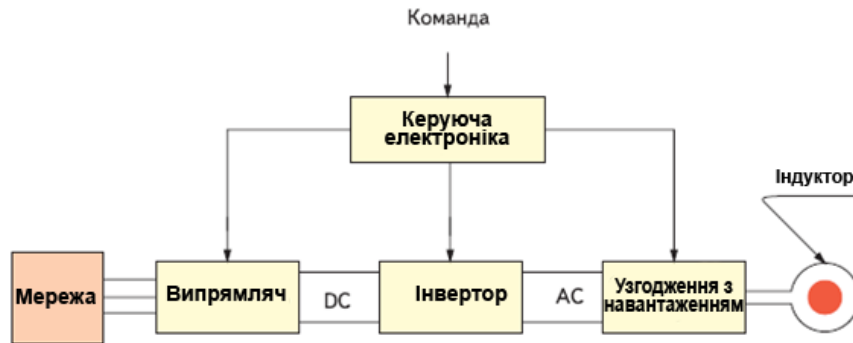 Команда
Керуюча
електроніка
Індуктор
Мережа
Випрямляч
DC
Інвертор
AC
Узгодження з
навантаженням